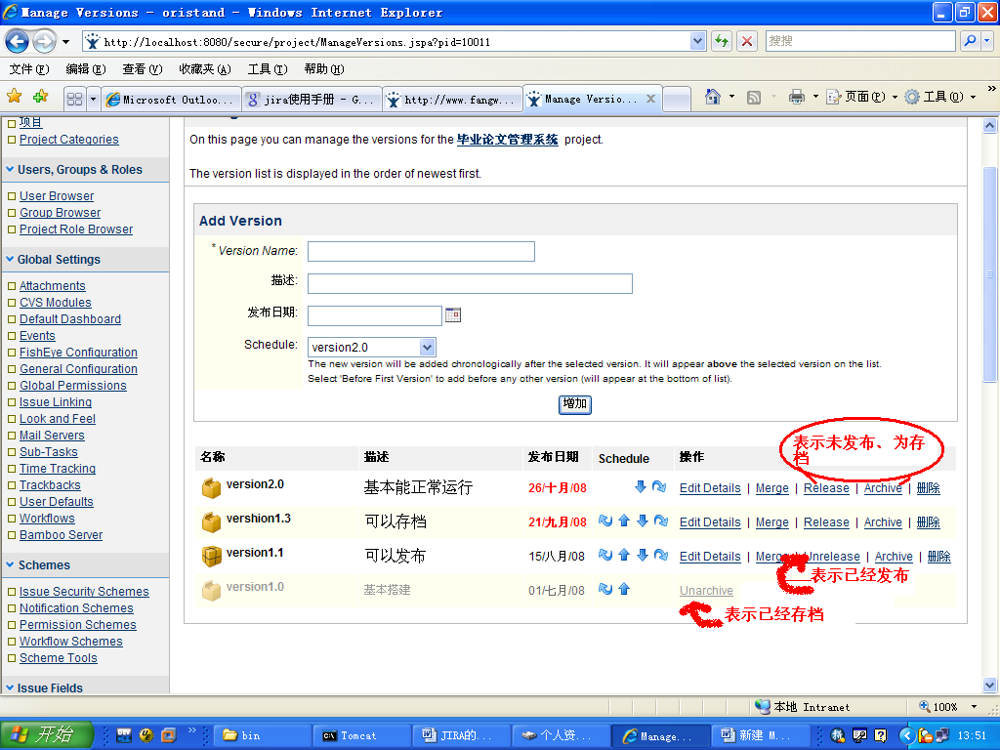 Manage Versions - oristand - Windows Internet Explorer
http://localhost:8080/secure/project/ManageVersions.jspa?pid=10011
搜搜
文件(F) 编辑(E) 查看(V) 收藏夹(A) 工具(T) 帮助(H)
Microsoft Outloo... jira使用手册 - G... http://www.fangw... Manage Versio... 页面(P) 工具(O) »
项目
Project Categories
Users, Groups & Roles
User Browser
Group Browser
Project Role Browser
Global Settings
Attachments
CVS Modules
Default Dashboard
Events
FishEye Configuration
General Configuration
Global Permissions
Issue Linking
Look and Feel
Mail Servers
Sub-Tasks
Time Tracking
Trackbacks
User Defaults
Workflows
Bamboo Server
Schemes
Issue Security Schemes
Notification Schemes
Permission Schemes
Workflow Schemes
Scheme Tools
Issue Fields
On this page you can manage the versions for the 毕业论文管理系统 project.
The version list is displayed in the order of newest first.
Add Version
* Version Name:
描述:
发布日期:
Schedule: version2.0
The new version will be added chronologically after the selected version. It will appear above the selected version on the list.
Select 'Before First Version' to add before any other version (will appear at the bottom of list).
增加
表示未发布、为存
档
名称 描述 发布日期 Schedule 操作
version2.0 基本能正常运行 26/十月/08 Edit Details | Merge | Release | Archive | 删除
vershion1.3 可以存档 21/九月/08 Edit Details | Merge | Release | Archive | 删除
version1.1 可以发布 15/八月/08 Edit Details | Merge | Unrelease | Archive | 删除
表示已经发布
version1.0 基本搭建 01/七月/08 Unarchive
表示已经存档
本地 Intranet 100%
开始 » bin Tomcat JIRA的... 个人资... Manage... 新建 M... 13:51